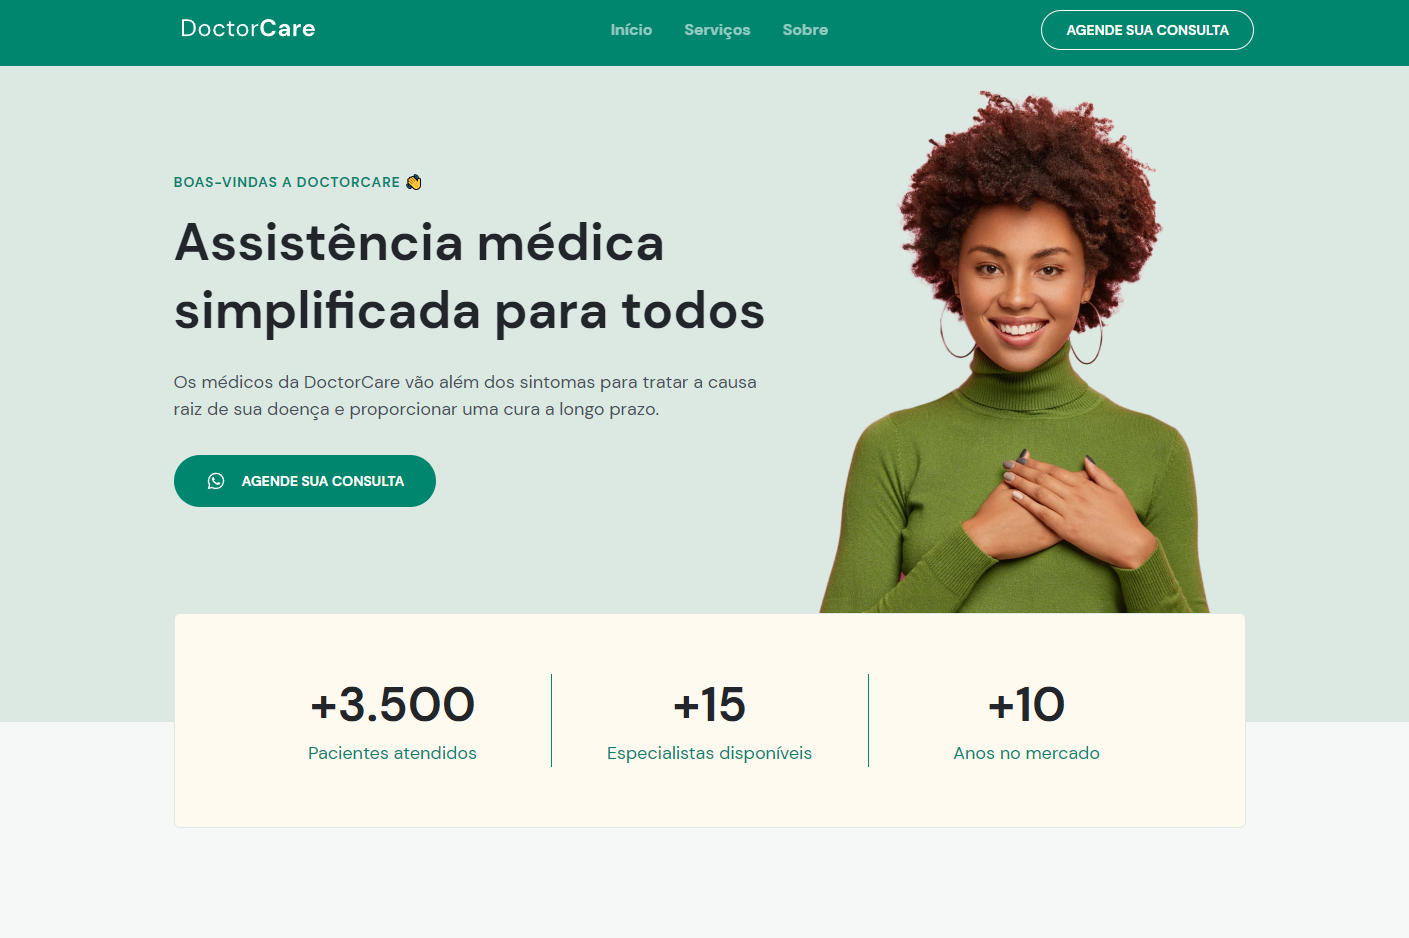 DoctorCare
Início Serviços Sobre
AGENDE SUA CONSULTA
BOAS-VINDAS A DOCTORCARE 👋
Assistência médica
simplificada para todos
Os médicos da DoctorCare vão além dos sintomas para tratar a causa
raiz de sua doença e proporcionar uma cura a longo prazo.
AGENDE SUA CONSULTA
+3.500
Pacientes atendidos
+15
Especialistas disponíveis
+10
Anos no mercado